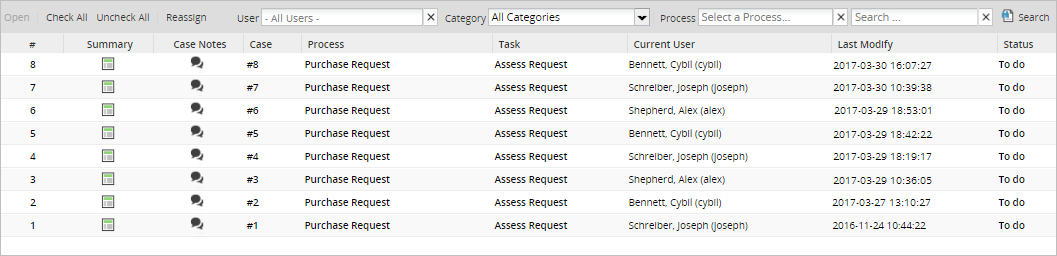 Open Check All Uncheck All Reassign User - All Users - Category All Categories Process Select a Process... Search ... Search
# Summary Case Notes Case Process Task Current User Last Modify Status
8 #8 Purchase Request Assess Request Bennett, Cybil (cybil) 2017-03-30 16:07:27 To do
7 #7 Purchase Request Assess Request Schreiber, Joseph (joseph) 2017-03-30 10:39:38 To do
6 #6 Purchase Request Assess Request Shepherd, Alex (alex) 2017-03-29 18:53:01 To do
5 #5 Purchase Request Assess Request Bennett, Cybil (cybil) 2017-03-29 18:42:22 To do
4 #4 Purchase Request Assess Request Schreiber, Joseph (joseph) 2017-03-29 18:19:17 To do
3 #3 Purchase Request Assess Request Shepherd, Alex (alex) 2017-03-29 10:36:05 To do
2 #2 Purchase Request Assess Request Bennett, Cybil (cybil) 2017-03-27 13:10:27 To do
1 #1 Purchase Request Assess Request Schreiber, Joseph (joseph) 2016-11-24 10:44:22 To do